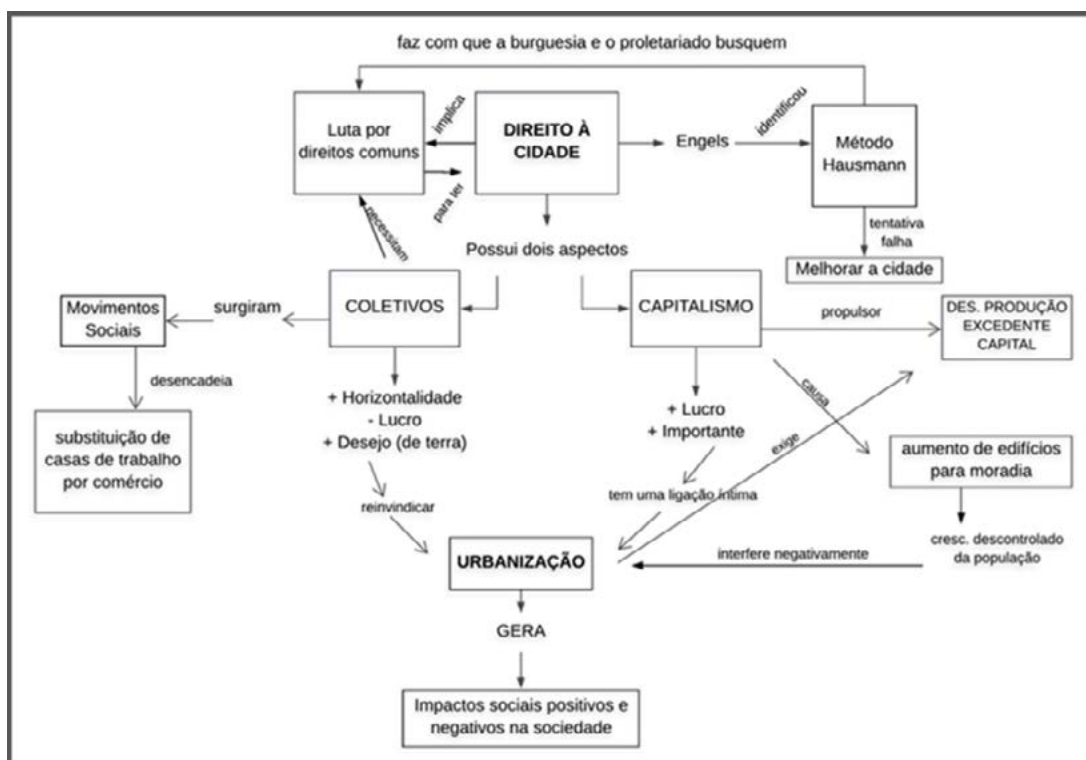 faz com que a burguesia e o proletariado busquem
Luta por
direitos comuns
implica
para ter
DIREITO À
CIDADE
Engels
identificou
Método
Hausmann
necessitam
Possui dois aspectos
tentativa
falha
Melhorar a cidade
Movimentos
Sociais
surgiram
COLETIVOS
CAPITALISMO
propulsor
DES. PRODUÇÃO
EXCEDENTE
CAPITAL
desencadeia
+ Horizontalidade
- Lucro
+ Desejo (de terra)
+ Lucro
+ Importante
causa
exige
substituição de
casas de trabalho
por comércio
aumento de edifícios
para moradia
reinvindicar
tem uma ligação íntima
cresc. descontrolado
da população
URBANIZAÇÃO
interfere negativamente
GERA
Impactos sociais positivos e
negativos na sociedade